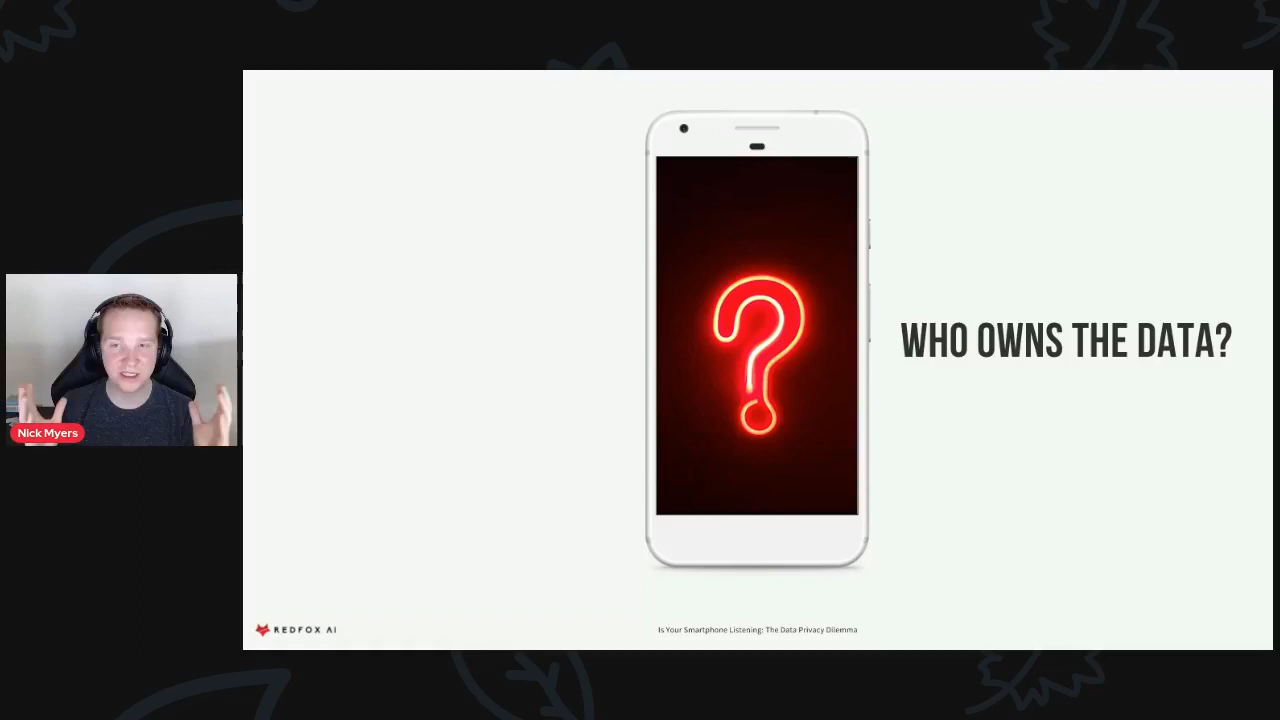 WHO OWNS THE DATA?
Nick Myers
REDFOX AI
Is Your Smartphone Listening: The Data Privacy Dilemma